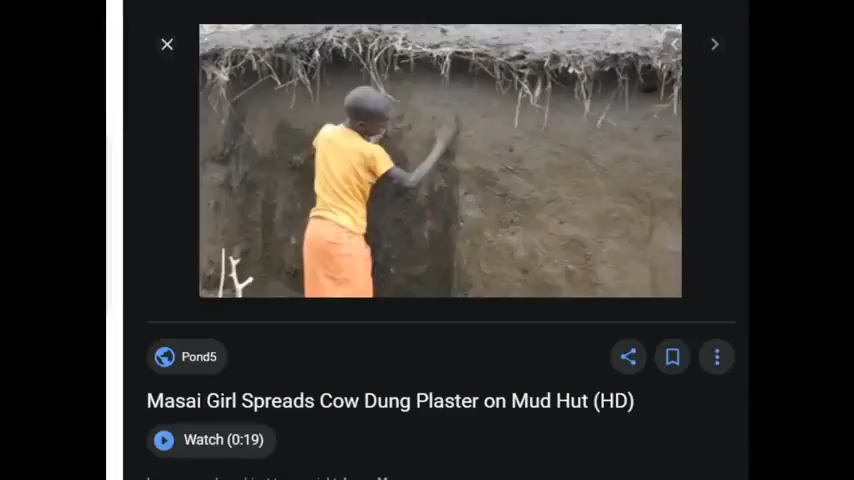 Pond5
Masai Girl Spreads Cow Dung Plaster on Mud Hut (HD)
Watch (0:19)